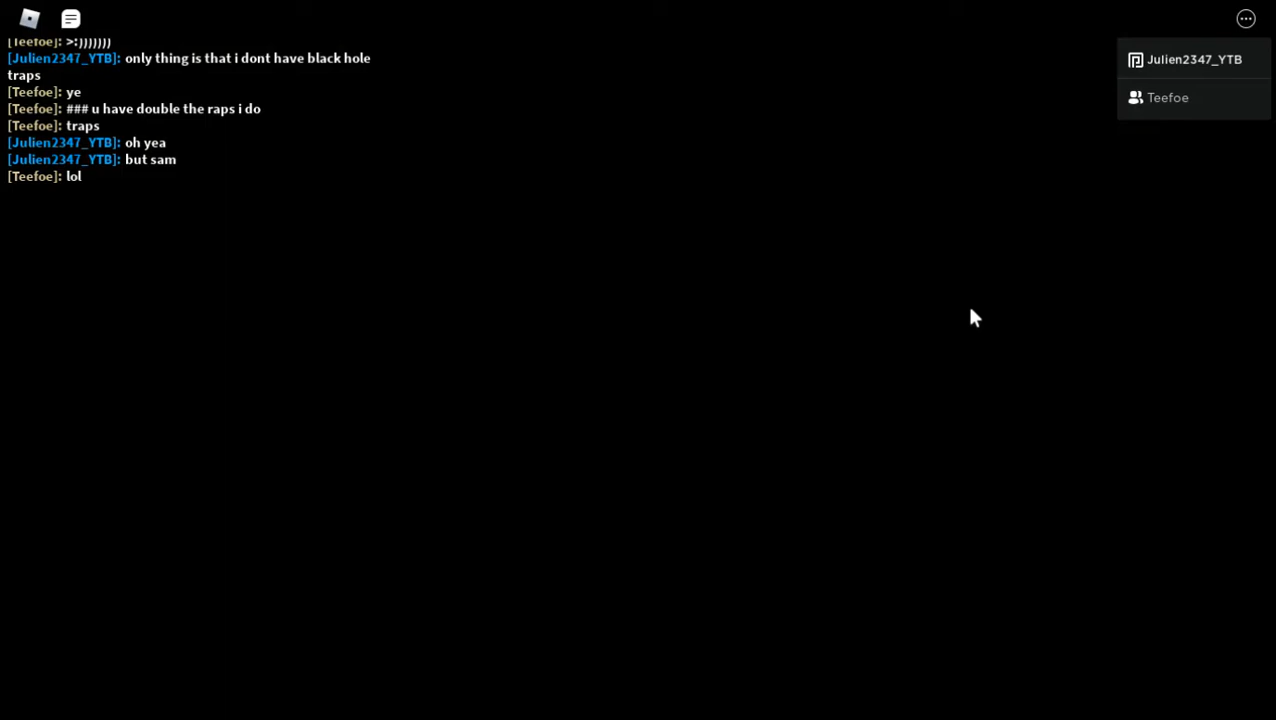 [Teefoe]: >:)))))))
[Julien2347_YTB]: only thing is that i dont have black hole
traps
[Teefoe]: ye
[Teefoe]: ### u have double the raps i do
[Teefoe]: traps
[Julien2347_YTB]: oh yea
[Julien2347_YTB]: but sam
[Teefoe]: lol
Julien2347_YTB
Teefoe